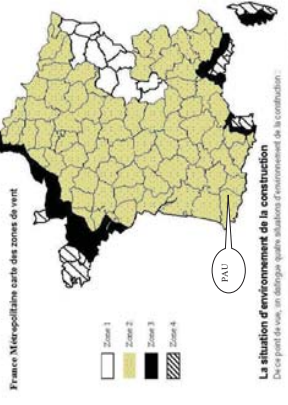 France Métropolitaine carte des zones de vent
Zone 1
Zone 2
Zone 3
Zone 4
PAU
La situation d'environnement de la construction
De ce point de vue, on distingue quatre situations d'environnement de la construction :